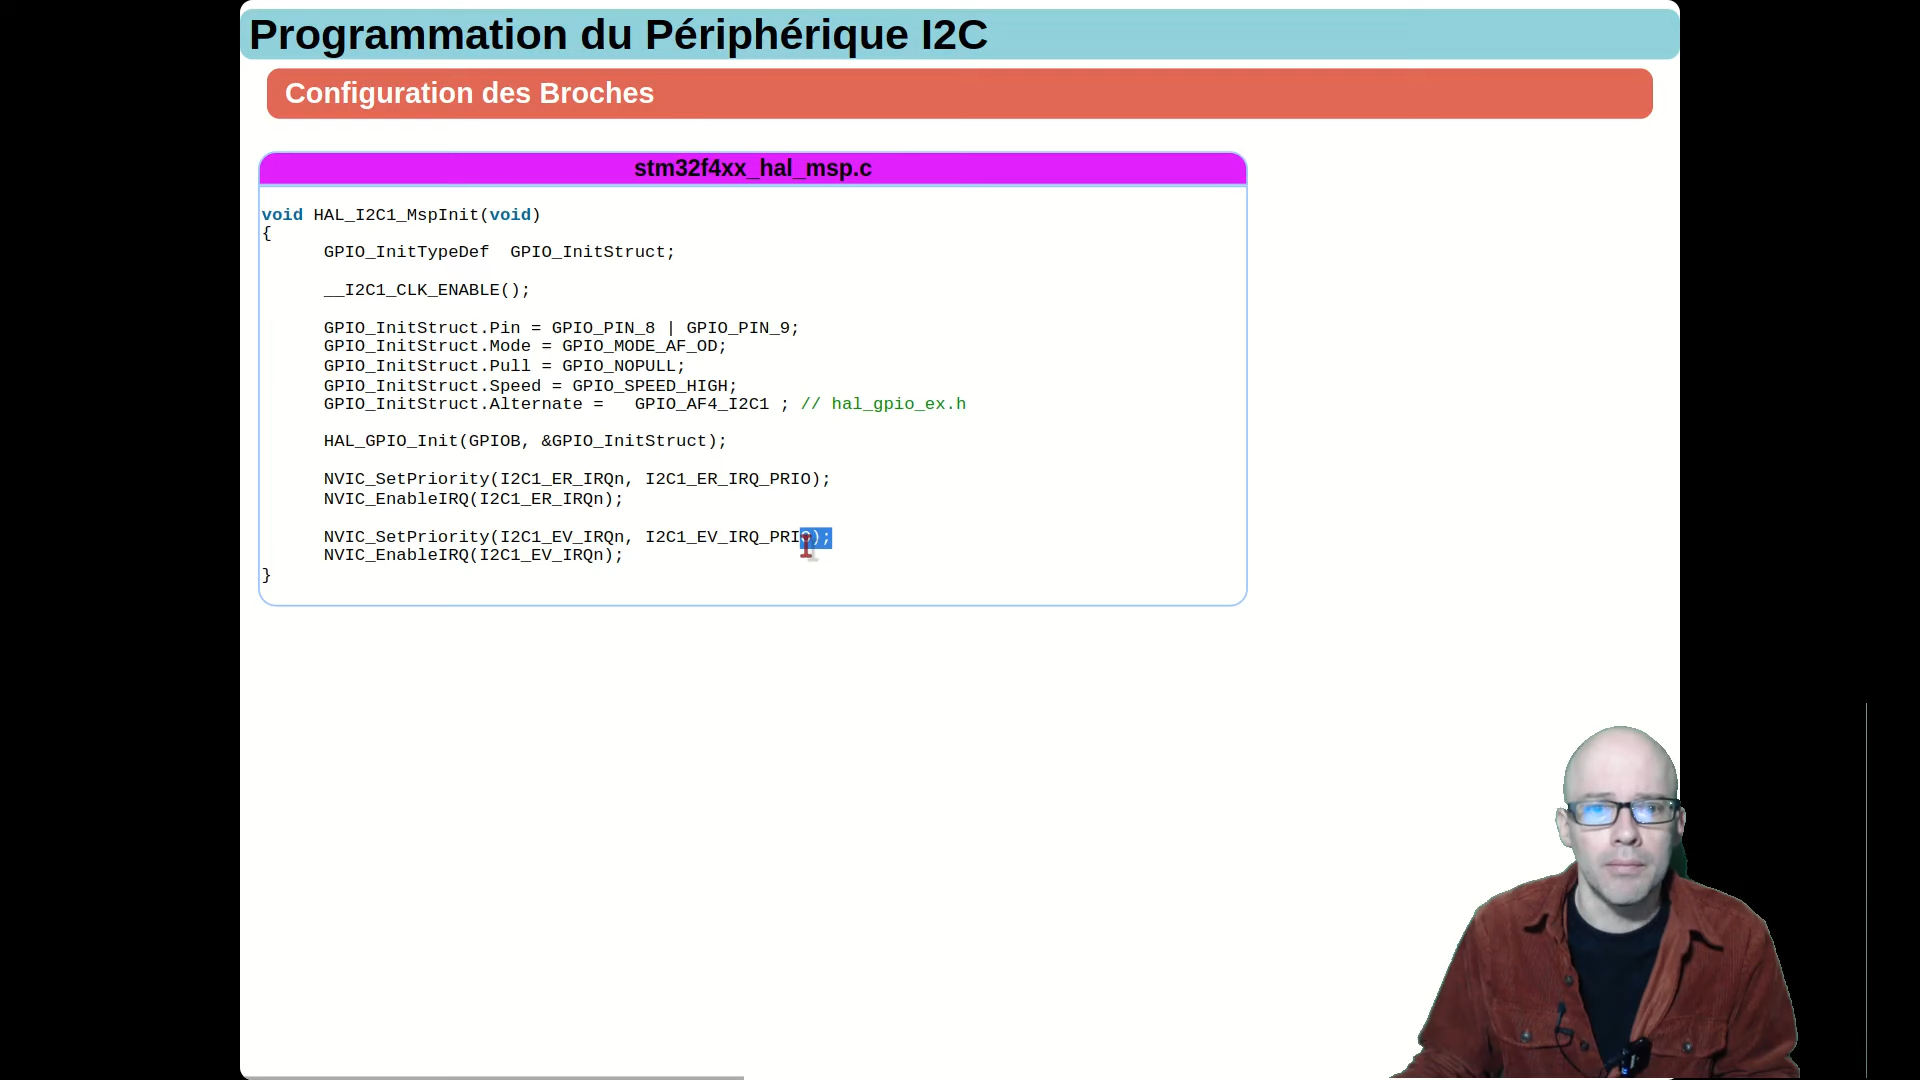 Programmation du Périphérique I2C
Configuration des Broches
stm32f4xx_hal_msp.c
void HAL_I2C1_MspInit(void)
{
GPIO_InitTypeDef  GPIO_InitStruct;
__I2C1_CLK_ENABLE();
GPIO_InitStruct.Pin = GPIO_PIN_8 | GPIO_PIN_9;
GPIO_InitStruct.Mode = GPIO_MODE_AF_OD;
GPIO_InitStruct.Pull = GPIO_NOPULL;
GPIO_InitStruct.Speed = GPIO_SPEED_HIGH;
GPIO_InitStruct.Alternate =   GPIO_AF4_I2C1 ; // hal_gpio_ex.h
HAL_GPIO_Init(GPIOB, &GPIO_InitStruct);
NVIC_SetPriority(I2C1_ER_IRQn, I2C1_ER_IRQ_PRIO);
NVIC_EnableIRQ(I2C1_ER_IRQn);
NVIC_SetPriority(I2C1_EV_IRQn, I2C1_EV_IRQ_PRIO);
NVIC_EnableIRQ(I2C1_EV_IRQn);
}